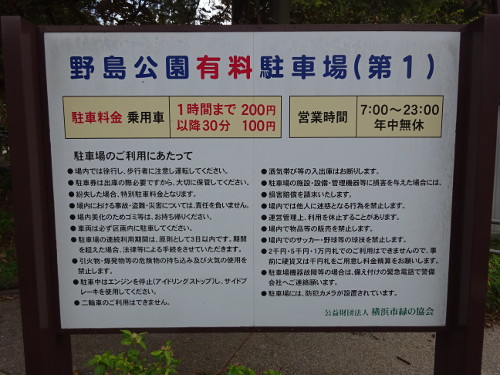 野島公園有料駐車場(第1)
駐車料金 乗用車
1時間まで 200円
以降30分 100円
営業時間
7:00〜23:00
年中無休
駐車場のご利用にあたって
●場内では徐行し、歩行者に注意し運転してください。
●駐車券は出庫の際必要ですから、大切に保管してください。
●紛失した場合、特別駐車料金となります。
●場内における事故・盗難・災害については、責任を負いません。
●場内美化のためゴミ等は、お持ち帰りください。
●車両は必ず区画内に駐車してください。
●駐車場の連続利用期間は、原則として3日以内です。期間
を超えた場合、法律等による手続をさせていただきます。
●引火物・爆発物等の危険物の持ち込み及び火気の使用を
禁止します。
●駐車中はエンジンを停止(アイドリングストップ)し、サイドブ
レーキを使用してください。
●二輪車のご利用はできません。
●酒気帯び等の入出庫はお断りします。
●駐車場の施設・設備・管理機器等に損害を与えた場合には、
損害賠償を請求いたします。
●場内では他人に迷惑となる行為を禁止します。
●運営管理上、利用を休止することがあります。
●場内で物品等の販売を禁止します。
●場内でのサッカー・野球等の球技を禁止します。
●2千円・5千円・1万円札でのご利用はできませんので、事
前に硬貨又は千円札をご用意し料金精算をお願いします。
●駐車場機器故障等の場合は、備え付けの緊急電話で警備
会社へご連絡願います。
●駐車場には、防犯カメラが設置されています。
公益財団法人 横浜市緑の協会